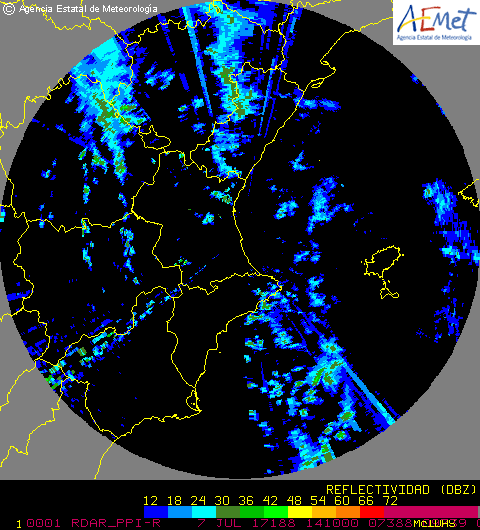 © Agencia Estatal de Meteorología
AEMet
Agencia Estatal de Meteorología
REFLECTIVIDAD (DBZ)
12 18 24 30 36 42 48 54 60 66 72
1 0001 RDAR_PPI-R 7 JUL 17188 141000 07388